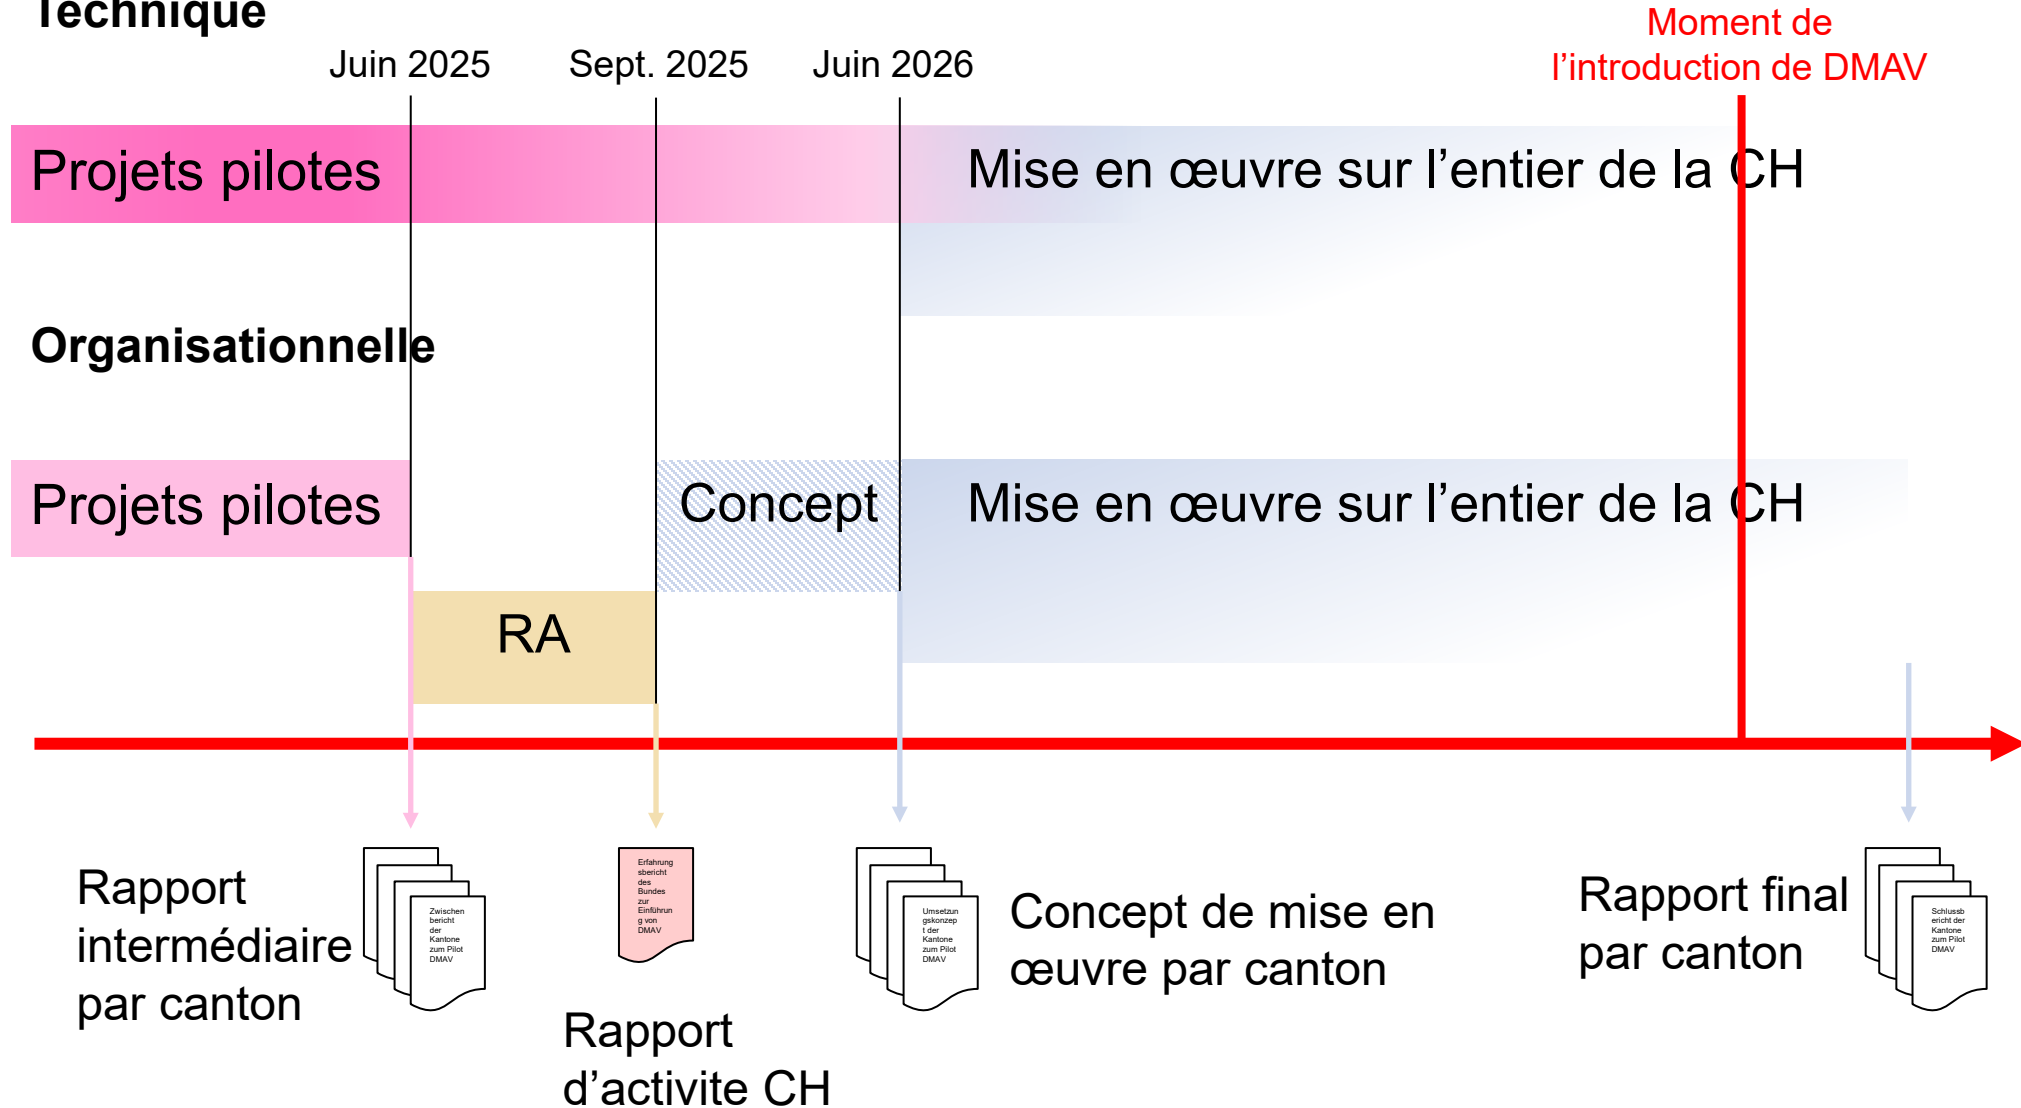 Technique
Juin 2025
Sept. 2025
Juin 2026
Moment de
l’introduction de DMAV
Projets pilotes
Mise en œuvre sur l’entier de la CH
Organisationnelle
Projets pilotes
Concept
Mise en œuvre sur l’entier de la CH
RA
Rapport
intermédiaire
par canton
Zwischen
bericht
der
Kantone
zum Pilot
DMAV
Erfahrung
sbericht
des
Bundes
zur
Einführun
g von
DMAV
Rapport
d’activite CH
Umsetzun
gskonzep
t der
Kantone
zum Pilot
DMAV
Concept de mise en
œuvre par canton
Rapport final
par canton
Schlussb
ericht der
Kantone
zum Pilot
DMAV